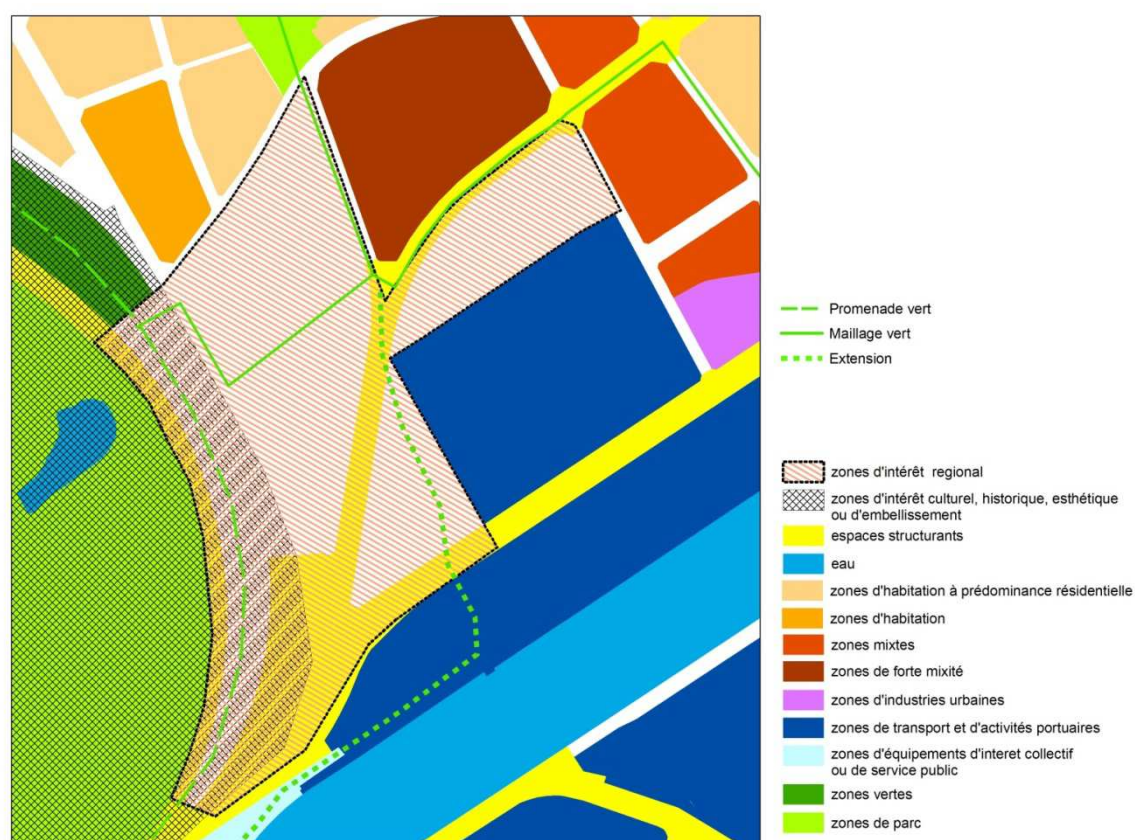 Promenade vert
Maillage vert
Extension
zones d'intérêt regional
zones d'intérêt culturel, historique, esthétique
ou d'embellissement
espaces structurants
eau
zones d'habitation à prédominance résidentielle
zones d'habitation
zones mixtes
zones de forte mixité
zones d'industries urbaines
zones de transport et d'activités portuaires
zones d'équipements d'interet collectif
ou de service public
zones vertes
zones de parc